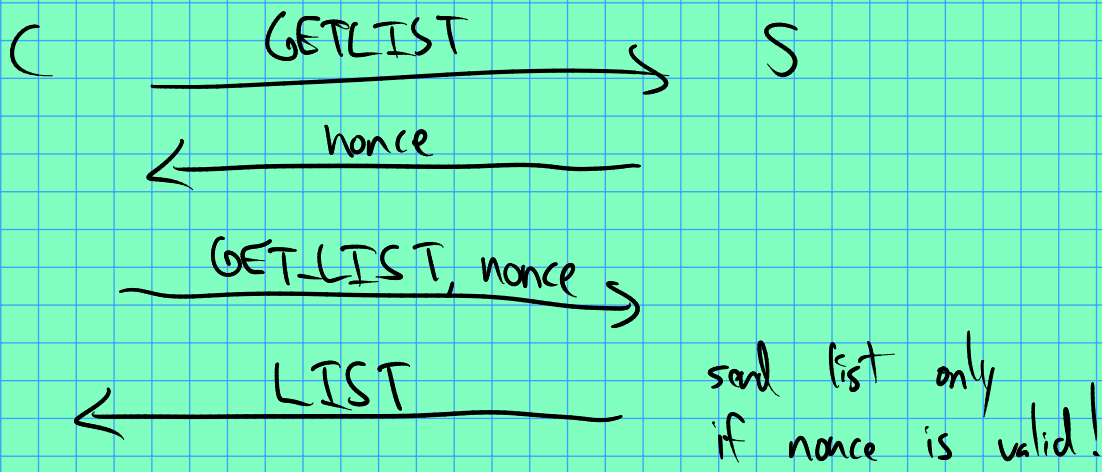 C GETLIST S
nonce
GET_LIST, nonce
LIST
send list only
if nonce is valid!